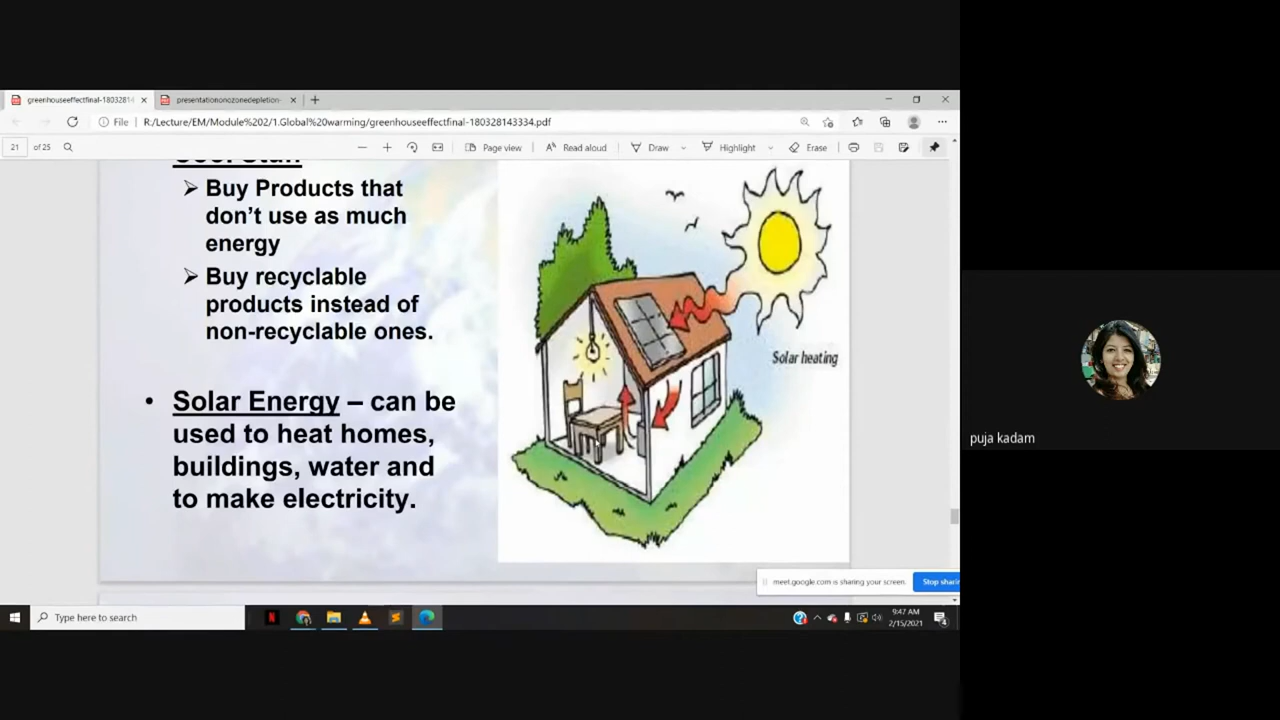 greenhouseeffectfinal-1803281
presentationonozonedepletion-
File
R:/Lecture/EM/Module%202/1.Global%20warming/greenhouseeffectfinal-180328143334.pdf
21 of 25
Page view
Read aloud
Draw
Highlight
Erase
Cool Stuff
Buy Products that
don't use as much
energy
Buy recyclable
products instead of
non-recyclable ones.
• Solar Energy – can be
used to heat homes,
buildings, water and
to make electricity.
Solar heating
puja kadam
meet.google.com is sharing your screen.
Stop sharin
Type here to search
9:47 AM
2/15/2021
4